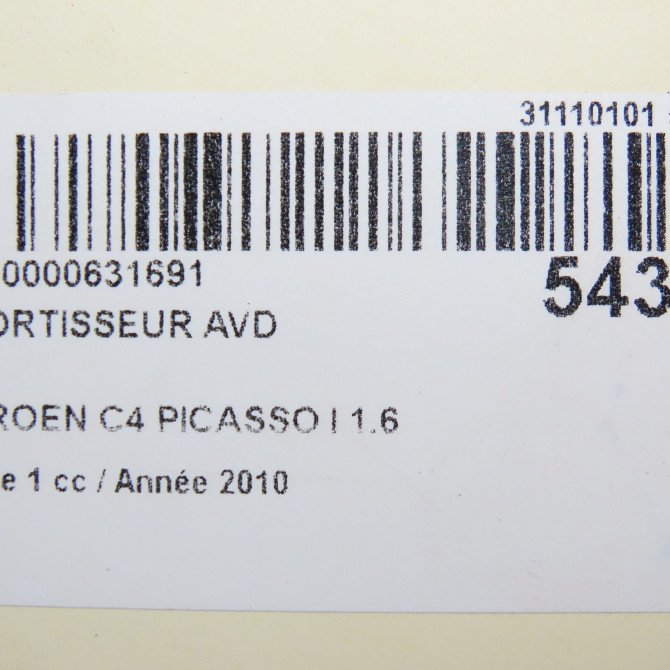 31110101
0000631691
543
ORTISSEUR AVD
ROEN C4 PICASSO I 1.6
e 1 cc / Année 2010